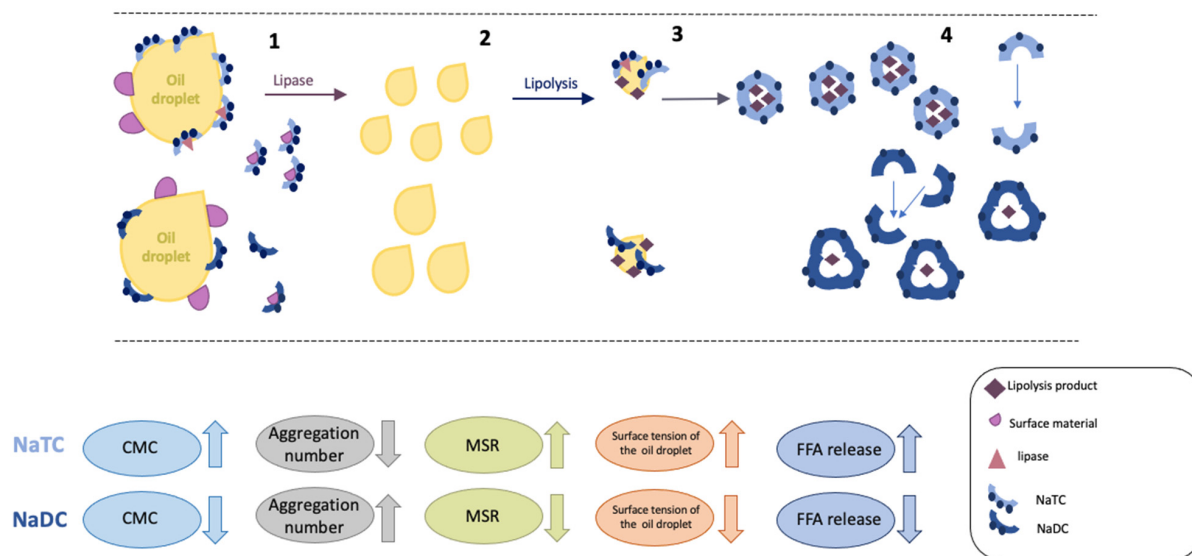 1
2
3
4
Oil
droplet
Lipase
Lipolysis
Oil
droplet
NaTC
CMC
Aggregation
number
MSR
Surface tension of
the oil droplet
FFA release
NaDC
CMC
Aggregation
number
MSR
Surface tension of
the oil droplet
FFA release
Lipolysis product
Surface material
lipase
NaTC
NaDC